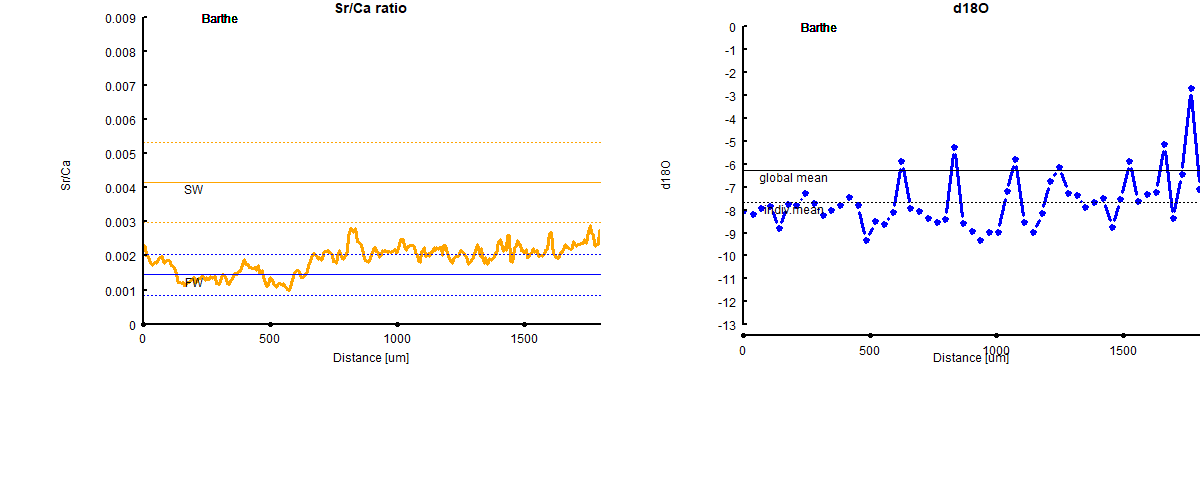 Sr/Ca ratio
Barthe
0.009
0.008
0.007
0.006
0.005
0.004
0.003
0.002
0.001
0
Sr/Ca
SW
FW
0
500
1000
1500
Distance [um]
d18O
Barthe
0
-1
-2
-3
-4
-5
-6
-7
-8
-9
-10
-11
-12
-13
d18O
global mean
indiv.mean
0
500
1000
1500
Distance [um]